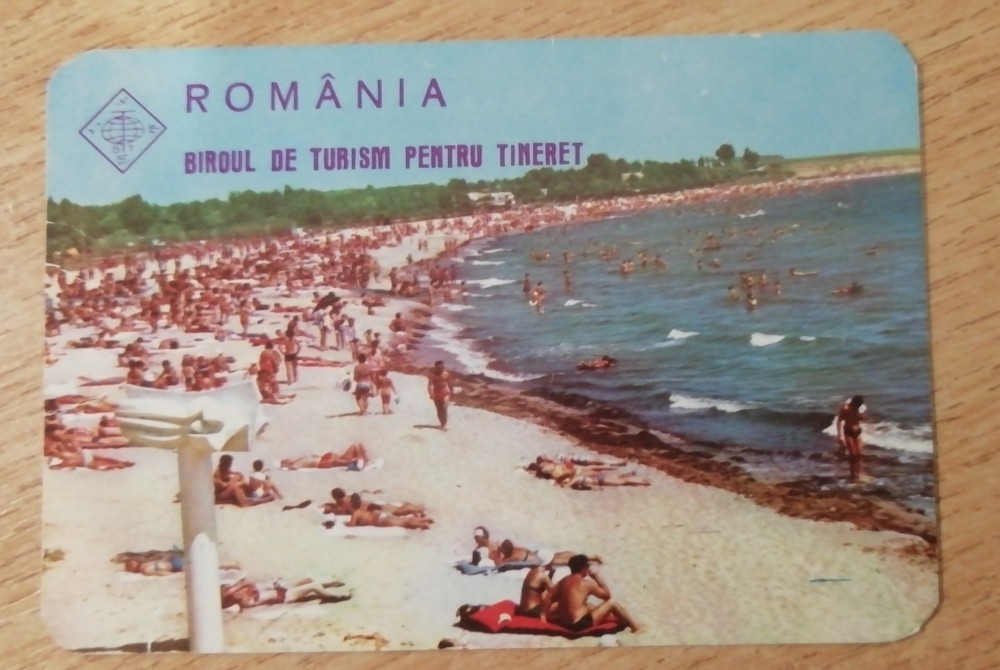 ROMÂNIA
BIROUL DE TURISM PENTRU TINERET